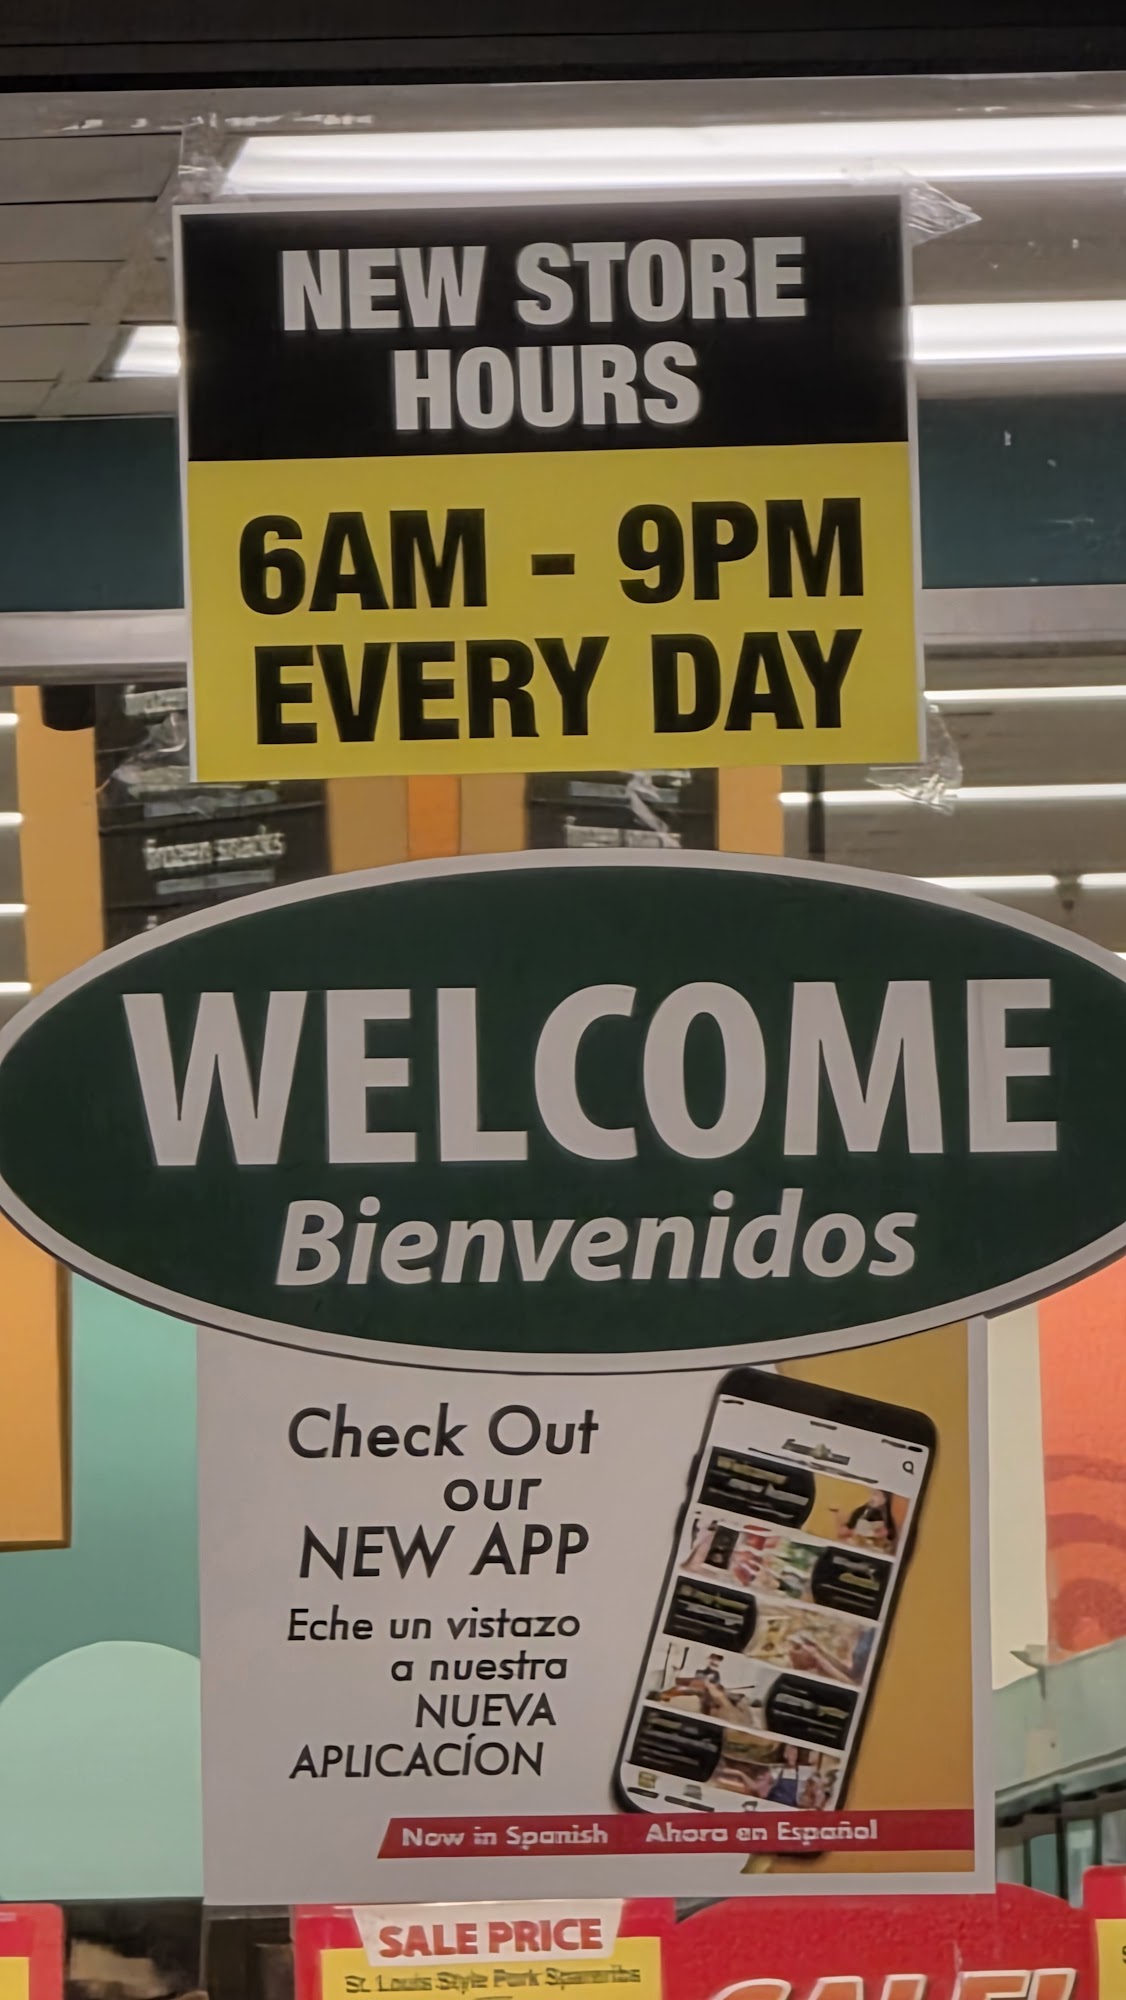 NEW STORE
HOURS
6AM - 9PM
EVERY DAY
frozen snacks
WELCOME
Bienvenidos
Check Out
our
NEW APP
Eche un vistazo
a nuestra
NUEVA
APLICACÍON
Now in Spanish Ahora en Español
SALE PRICE
St. Louis Style Pork Spareribs
SALE!